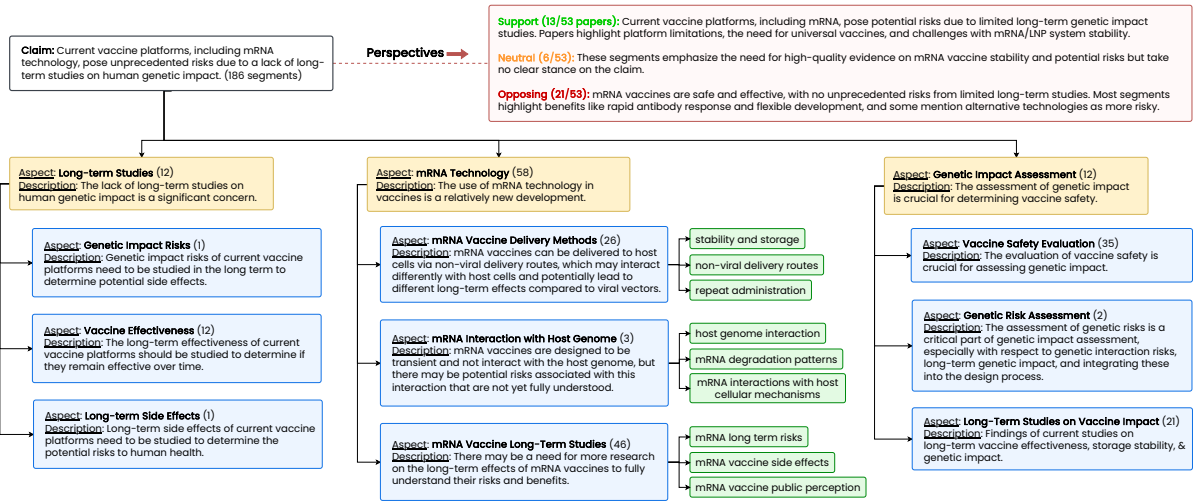 Claim: Current vaccine platforms, including mRNA
technology, pose unprecedented risks due to a lack of long-
term studies on human genetic impact. (186 segments)
Perspectives
Support (13/53 papers): Current vaccine platforms, including mRNA, pose potential risks due to limited long-term genetic impact
studies. Papers highlight platform limitations, the need for universal vaccines, and challenges with mRNA/LNP system stability.
Neutral (6/53): These segments emphasize the need for high-quality evidence on mRNA vaccine stability and potential risks but take
no clear stance on the claim.
Opposing (21/53): mRNA vaccines are safe and effective, with no unprecedented risks from limited long-term studies. Most segments
highlight benefits like rapid antibody response and flexible development, and some mention alternative technologies as more risky.
Aspect: Long-term Studies (12)
Description: The lack of long-term studies on
human genetic impact is a significant concern.
Aspect: Genetic Impact Risks (1)
Description: Genetic impact risks of current vaccine
platforms need to be studied in the long term to
determine potential side effects.
Aspect: Vaccine Effectiveness (12)
Description: The long-term effectiveness of current
vaccine platforms should be studied to determine if
they remain effective over time.
Aspect: Long-term Side Effects (1)
Description: Long-term side effects of current vaccine
platforms need to be studied to determine the
potential risks to human health.
Aspect: mRNA Technology (58)
Description: The use of mRNA technology in
vaccines is a relatively new development.
Aspect: mRNA Vaccine Delivery Methods (26)
Description: mRNA vaccines can be delivered to host
cells via non-viral delivery routes, which may interact
differently with host cells and potentially lead to
different long-term effects compared to viral vectors.
stability and storage
non-viral delivery routes
repeat administration
Aspect: mRNA Interaction with Host Genome (3)
Description: mRNA vaccines are designed to be
transient and not interact with the host genome, but
there may be potential risks associated with this
interaction that are not yet fully understood.
host genome interaction
mRNA degradation patterns
mRNA interactions with host
cellular mechanisms
Aspect: mRNA Vaccine Long-Term Studies (46)
Description: There may be a need for more research
on the long-term effects of mRNA vaccines to fully
understand their risks and benefits.
mRNA long term risks
mRNA vaccine side effects
mRNA vaccine public perception
Aspect: Genetic Impact Assessment (12)
Description: The assessment of genetic impact
is crucial for determining vaccine safety.
Aspect: Vaccine Safety Evaluation (35)
Description: The evaluation of vaccine safety is
crucial for assessing genetic impact.
Aspect: Genetic Risk Assessment (2)
Description: The assessment of genetic risks is a
critical part of genetic impact assessment,
especially with respect to genetic interaction risks,
long-term genetic impact, and integrating these
into the design process.
Aspect: Long-Term Studies on Vaccine Impact (21)
Description: Findings of current studies on
long-term vaccine effectiveness, storage stability, &
genetic impact.